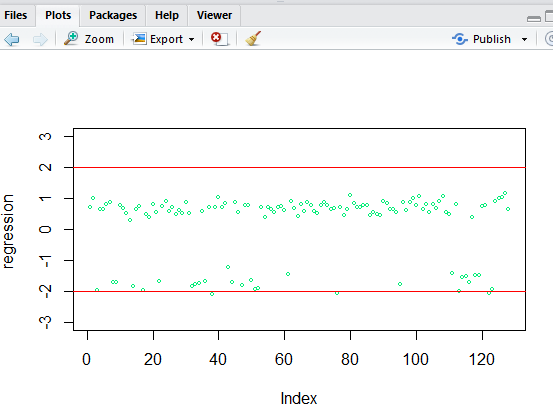 Files Plots Packages Help Viewer
Zoom Export Publish
3
2
1
0
-1
-2
-3
regression
0 20 40 60 80 100 120
Index